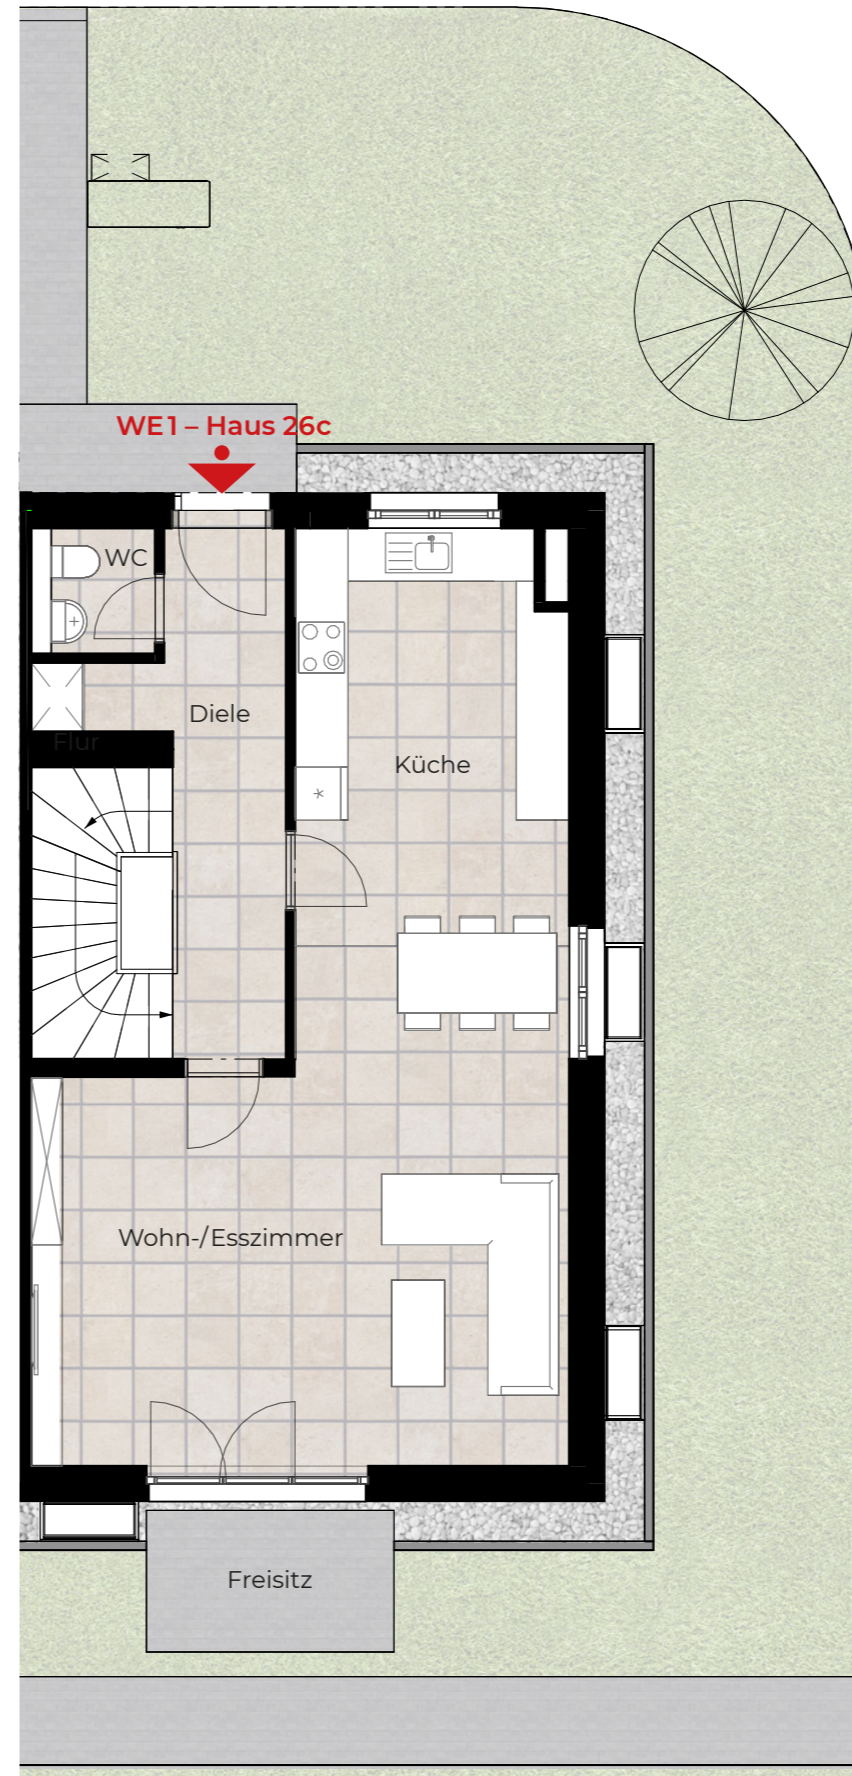 WE1 – Haus 26c
WC
Diele
Flur
Küche
Wohn-/Esszimmer
Freisitz